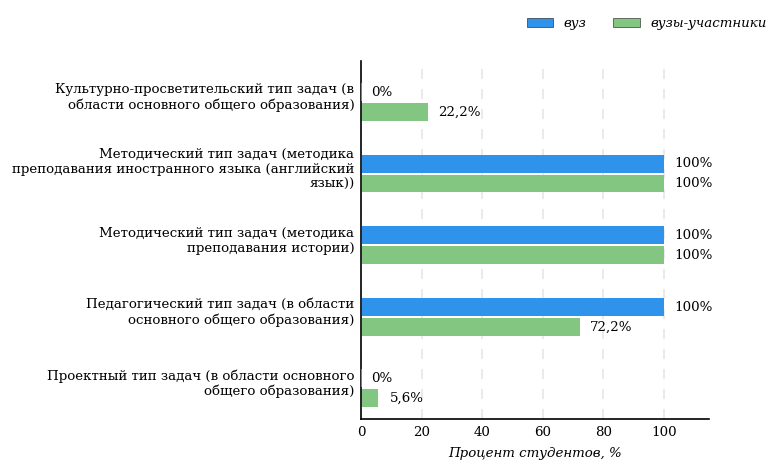 вуз вузы-участники
Культурно-просветительский тип задач (в
области основного общего образования)
0%
22,2%
Методический тип задач (методика
преподавания иностранного языка (английский
язык))
100%
100%
Методический тип задач (методика
преподавания истории)
100%
100%
Педагогический тип задач (в области
основного общего образования)
100%
72,2%
Проектный тип задач (в области основного
общего образования)
0%
5,6%
0 20 40 60 80 100
Процент студентов, %